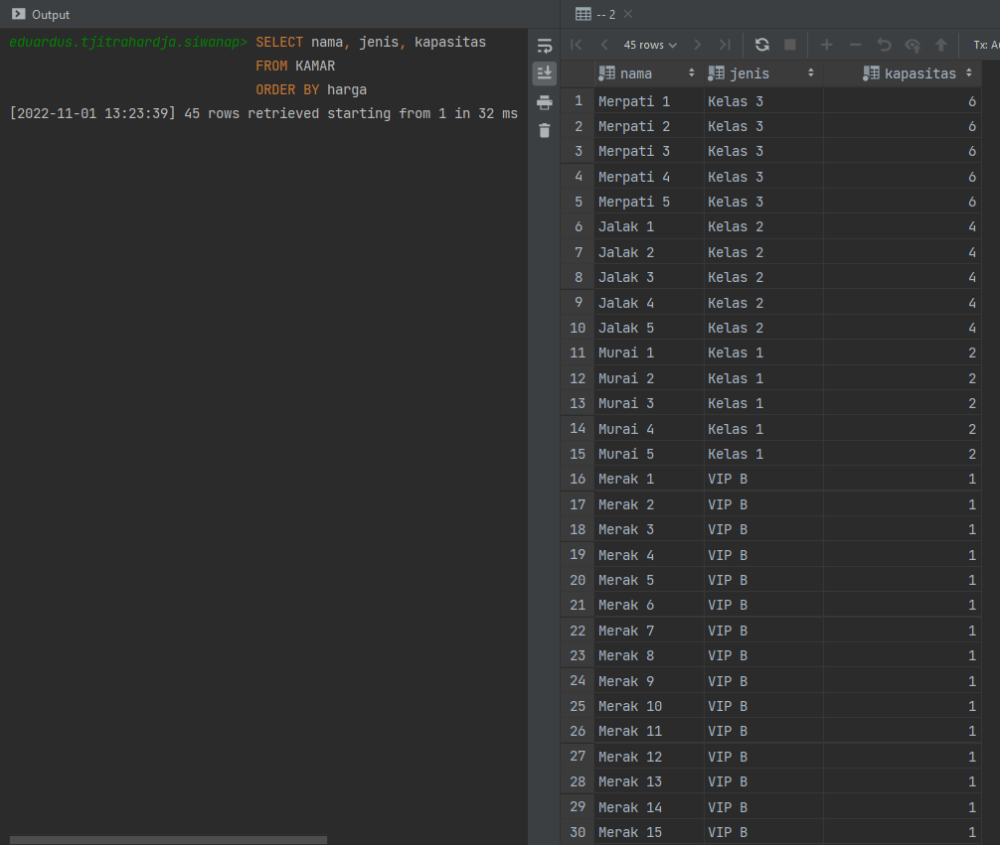 Output
eduardus.tjitrahardja.siwanap> SELECT nama, jenis, kapasitas
FROM KAMAR
ORDER BY harga
[2022-11-01 13:23:39] 45 rows retrieved starting from 1 in 32 ms
-- 2
45 rows
Tx: Au
nama jenis kapasitas
1 Merpati 1 Kelas 3 6
2 Merpati 2 Kelas 3 6
3 Merpati 3 Kelas 3 6
4 Merpati 4 Kelas 3 6
5 Merpati 5 Kelas 3 6
6 Jalak 1 Kelas 2 4
7 Jalak 2 Kelas 2 4
8 Jalak 3 Kelas 2 4
9 Jalak 4 Kelas 2 4
10 Jalak 5 Kelas 2 4
11 Murai 1 Kelas 1 2
12 Murai 2 Kelas 1 2
13 Murai 3 Kelas 1 2
14 Murai 4 Kelas 1 2
15 Murai 5 Kelas 1 2
16 Merak 1 VIP B 1
17 Merak 2 VIP B 1
18 Merak 3 VIP B 1
19 Merak 4 VIP B 1
20 Merak 5 VIP B 1
21 Merak 6 VIP B 1
22 Merak 7 VIP B 1
23 Merak 8 VIP B 1
24 Merak 9 VIP B 1
25 Merak 10 VIP B 1
26 Merak 11 VIP B 1
27 Merak 12 VIP B 1
28 Merak 13 VIP B 1
29 Merak 14 VIP B 1
30 Merak 15 VIP B 1